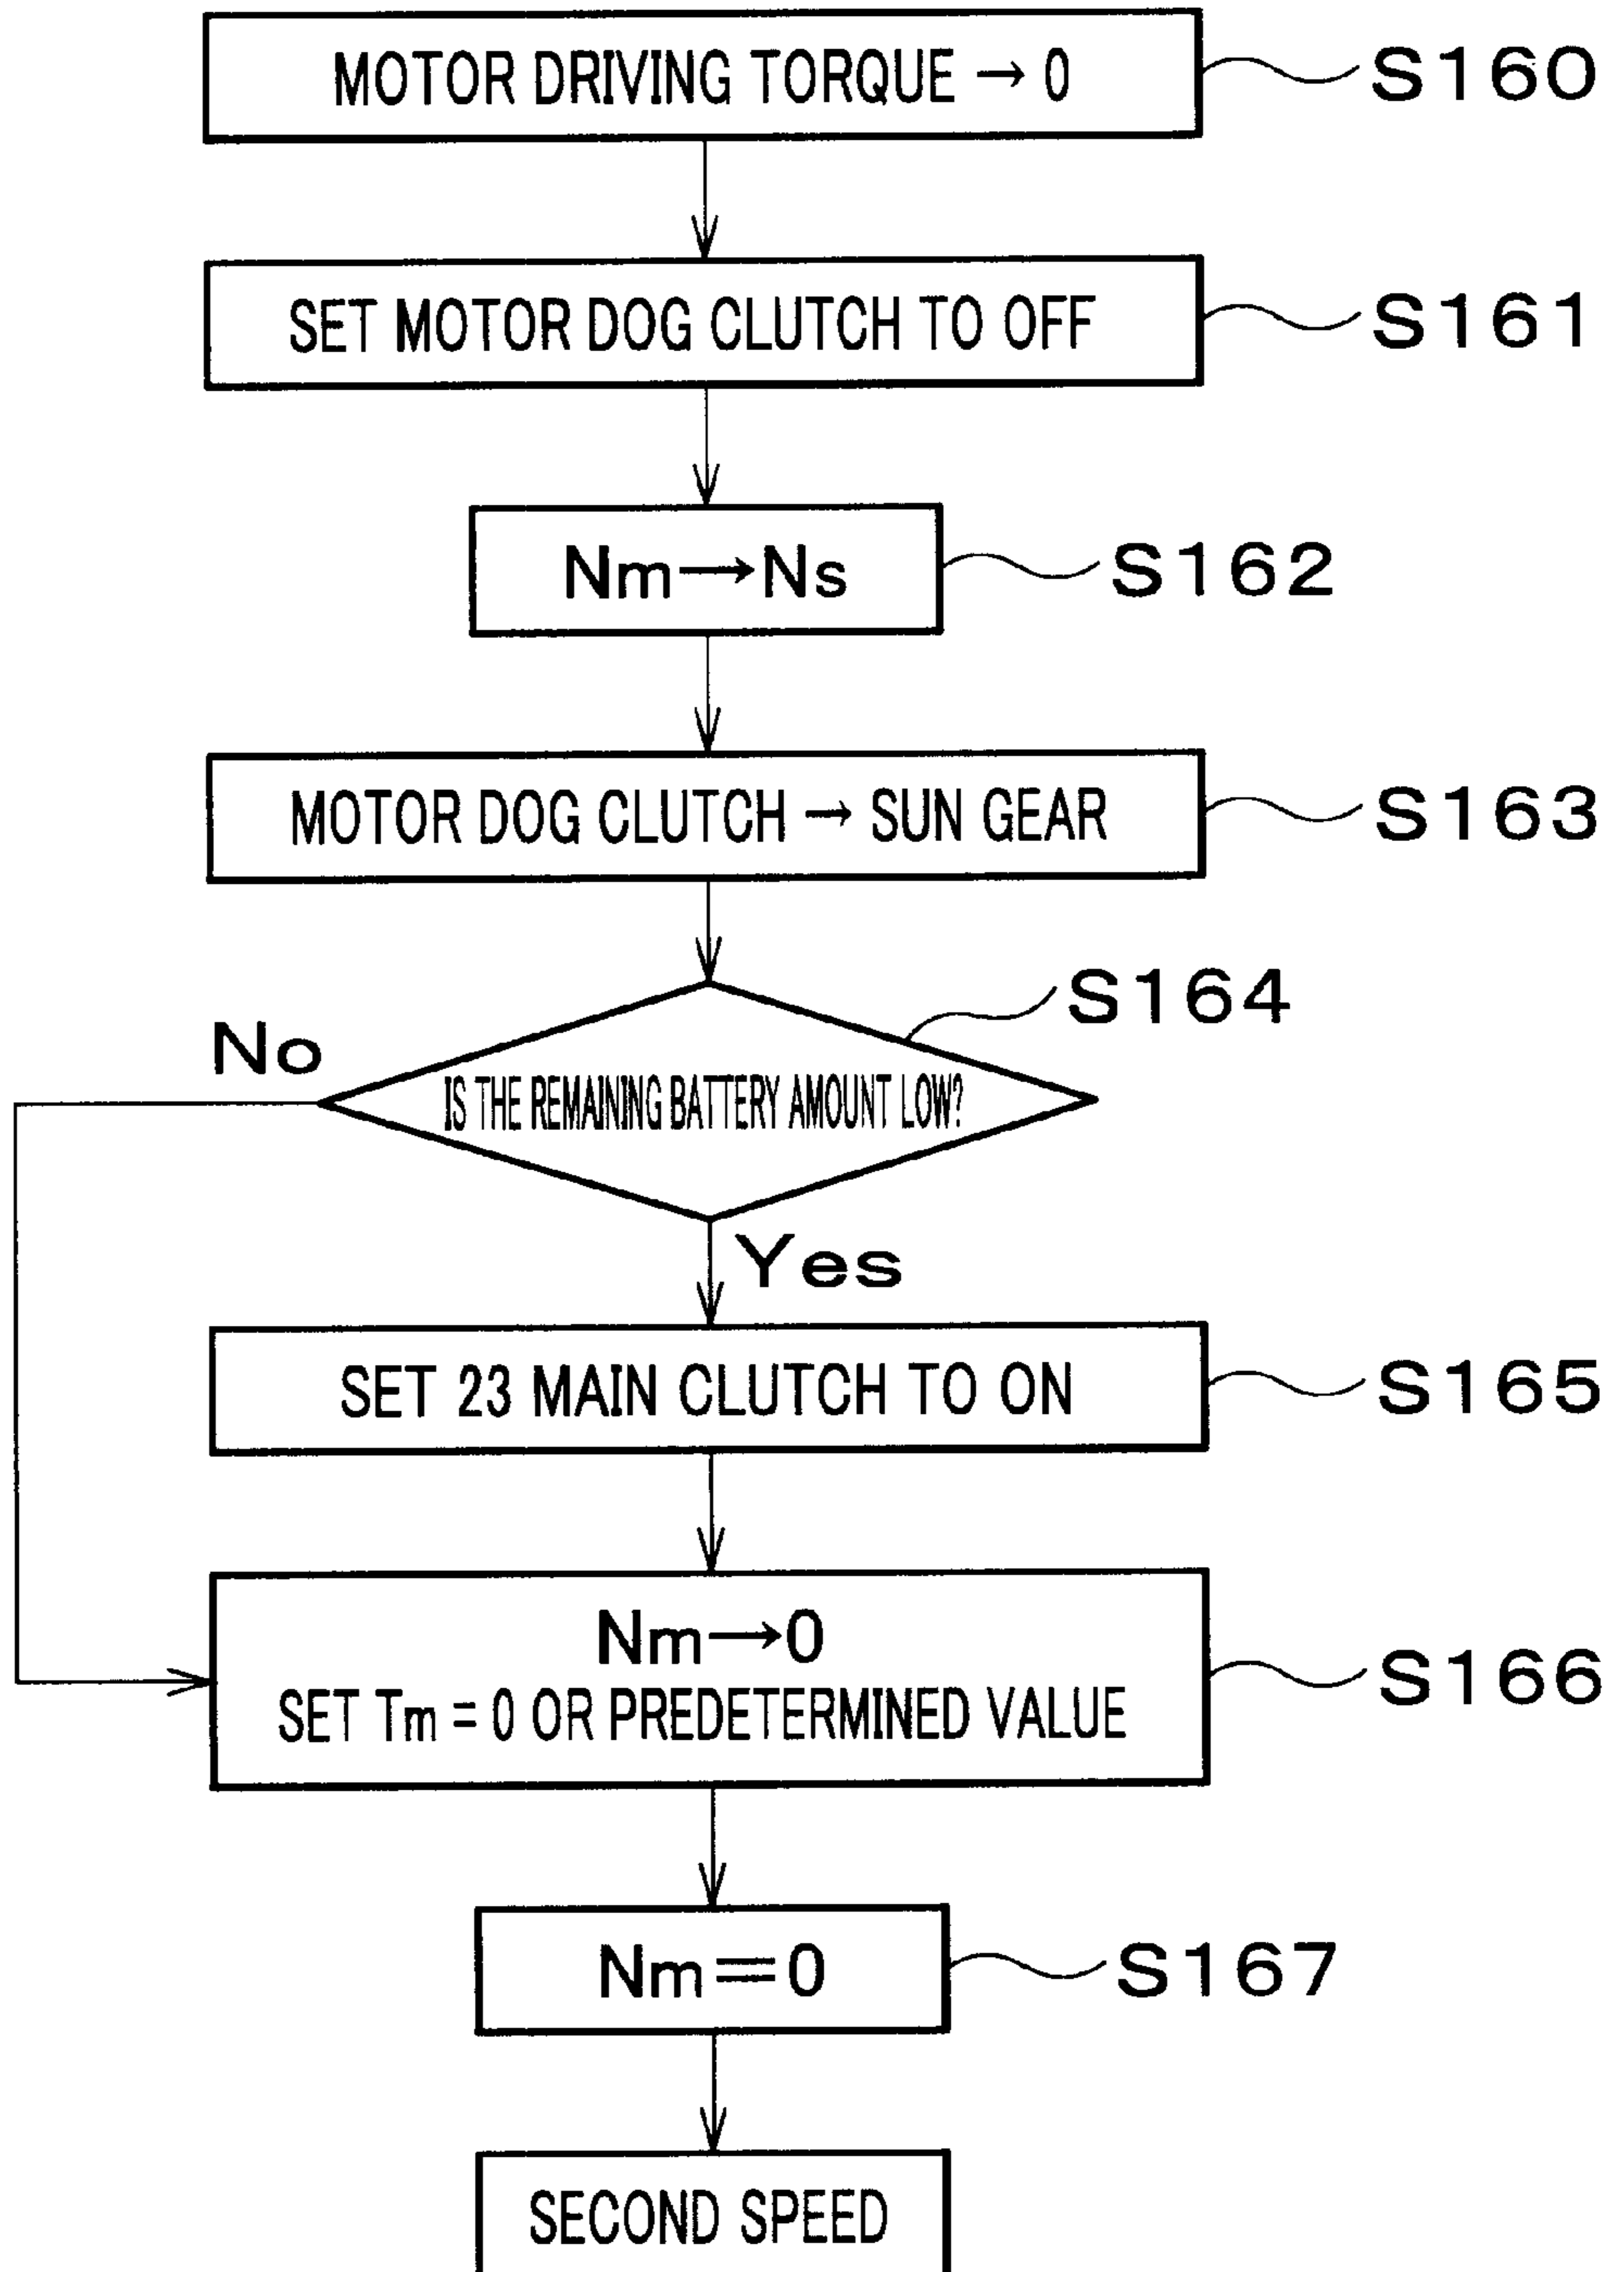 MOTOR DRIVING TORQUE → 0 S160
SET MOTOR DOG CLUTCH TO OFF S161
Nm→Ns S162
MOTOR DOG CLUTCH → SUN GEAR S163
S164
No
IS THE REMAINING BATTERY AMOUNT LOW?
Yes
SET 23 MAIN CLUTCH TO ON S165
Nm→0
SET Tm = 0 OR PREDETERMINED VALUE S166
Nm=0 S167
SECOND SPEED